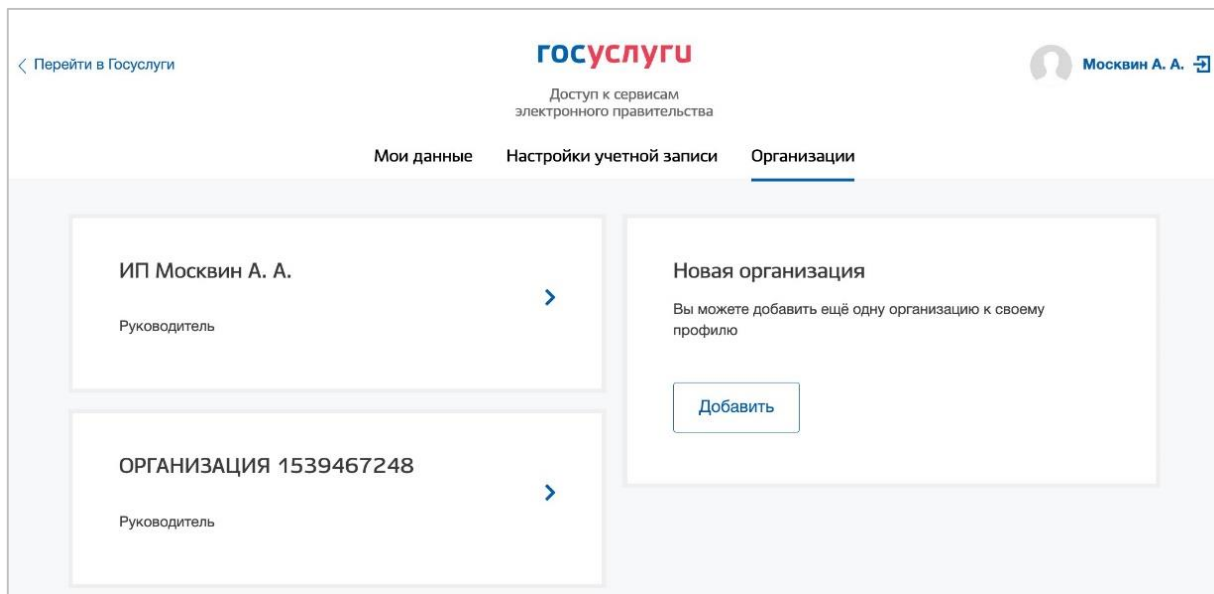 Перейти в Госуслуги
госуслуги
Москвин А. А.
Доступ к сервисам
электронного правительства
Мои данные
Настройки учетной записи
Организации
ИП Москвин А. А.
Руководитель
Новая организация
Вы можете добавить ещё одну организацию к своему
профилю
Добавить
ОРГАНИЗАЦИЯ 1539467248
Руководитель